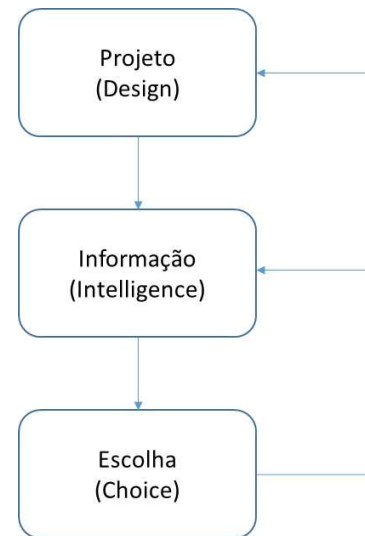 Projeto
(Design)
Informação
(Intelligence)
Escolha
(Choice)